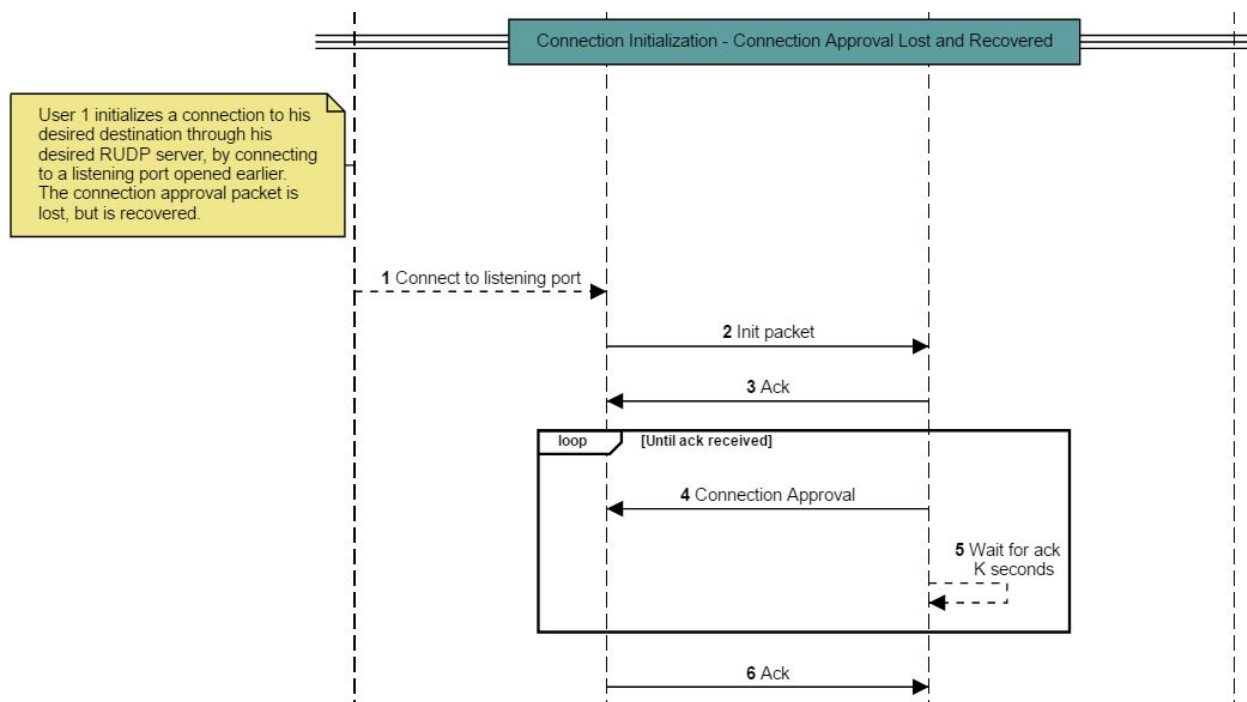 Connection Initialization - Connection Approval Lost and Recovered
User 1 initializes a connection to his
desired destination through his
desired RUDP server, by connecting
to a listening port opened earlier.
The connection approval packet is
lost, but is recovered.
1 Connect to listening port
2 Init packet
3 Ack
loop [Until ack received]
4 Connection Approval
5 Wait for ack
K seconds
6 Ack